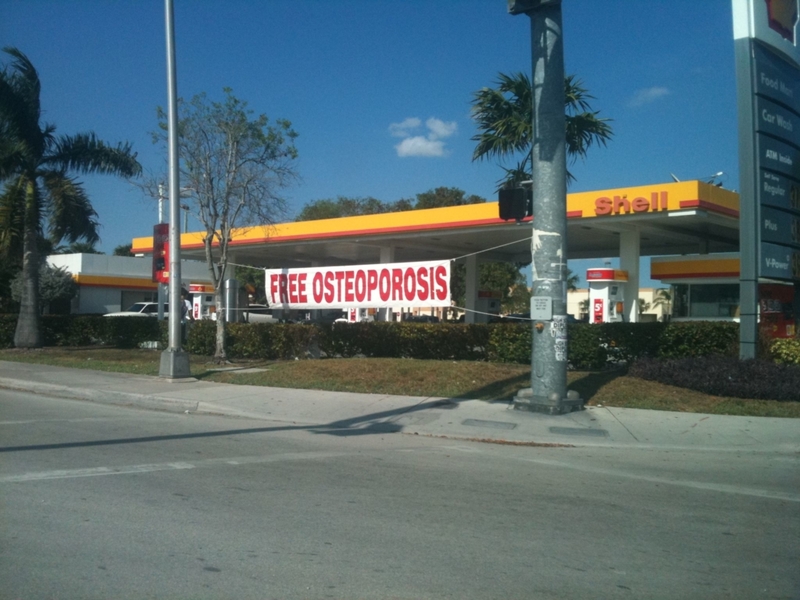 Shell
FREE OSTEOPOROSIS
Food Mart
Car Wash
ATM Inside
Regular
Plus
V-Power